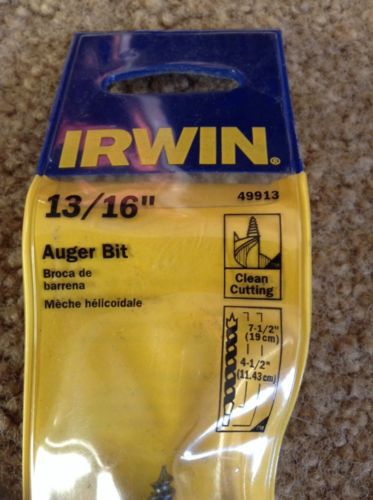 IRWIN®
13/16"
49913
Auger Bit
Broca de
barrena
Mèche hélicoïdale
Clean
Cutting
7-1/2"
(19 cm)
4-1/2"
(11.43 cm)